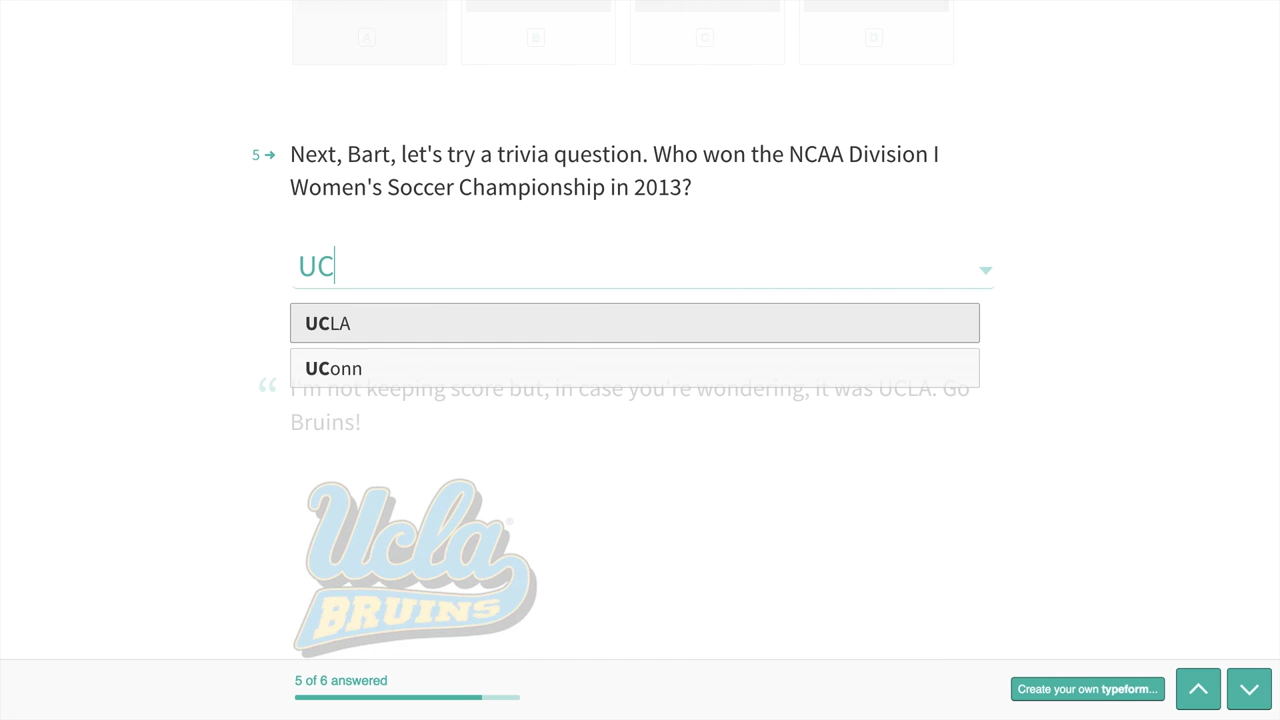 A B C D
5 Next, Bart, let's try a trivia question. Who won the NCAA Division I
Women's Soccer Championship in 2013?
UC
UCLA
UConn
“ I'm not keeping score but, in case you're wondering, it was UCLA. Go
Bruins!
Ucla
BRUINS
5 of 6 answered
Create your own typeform...